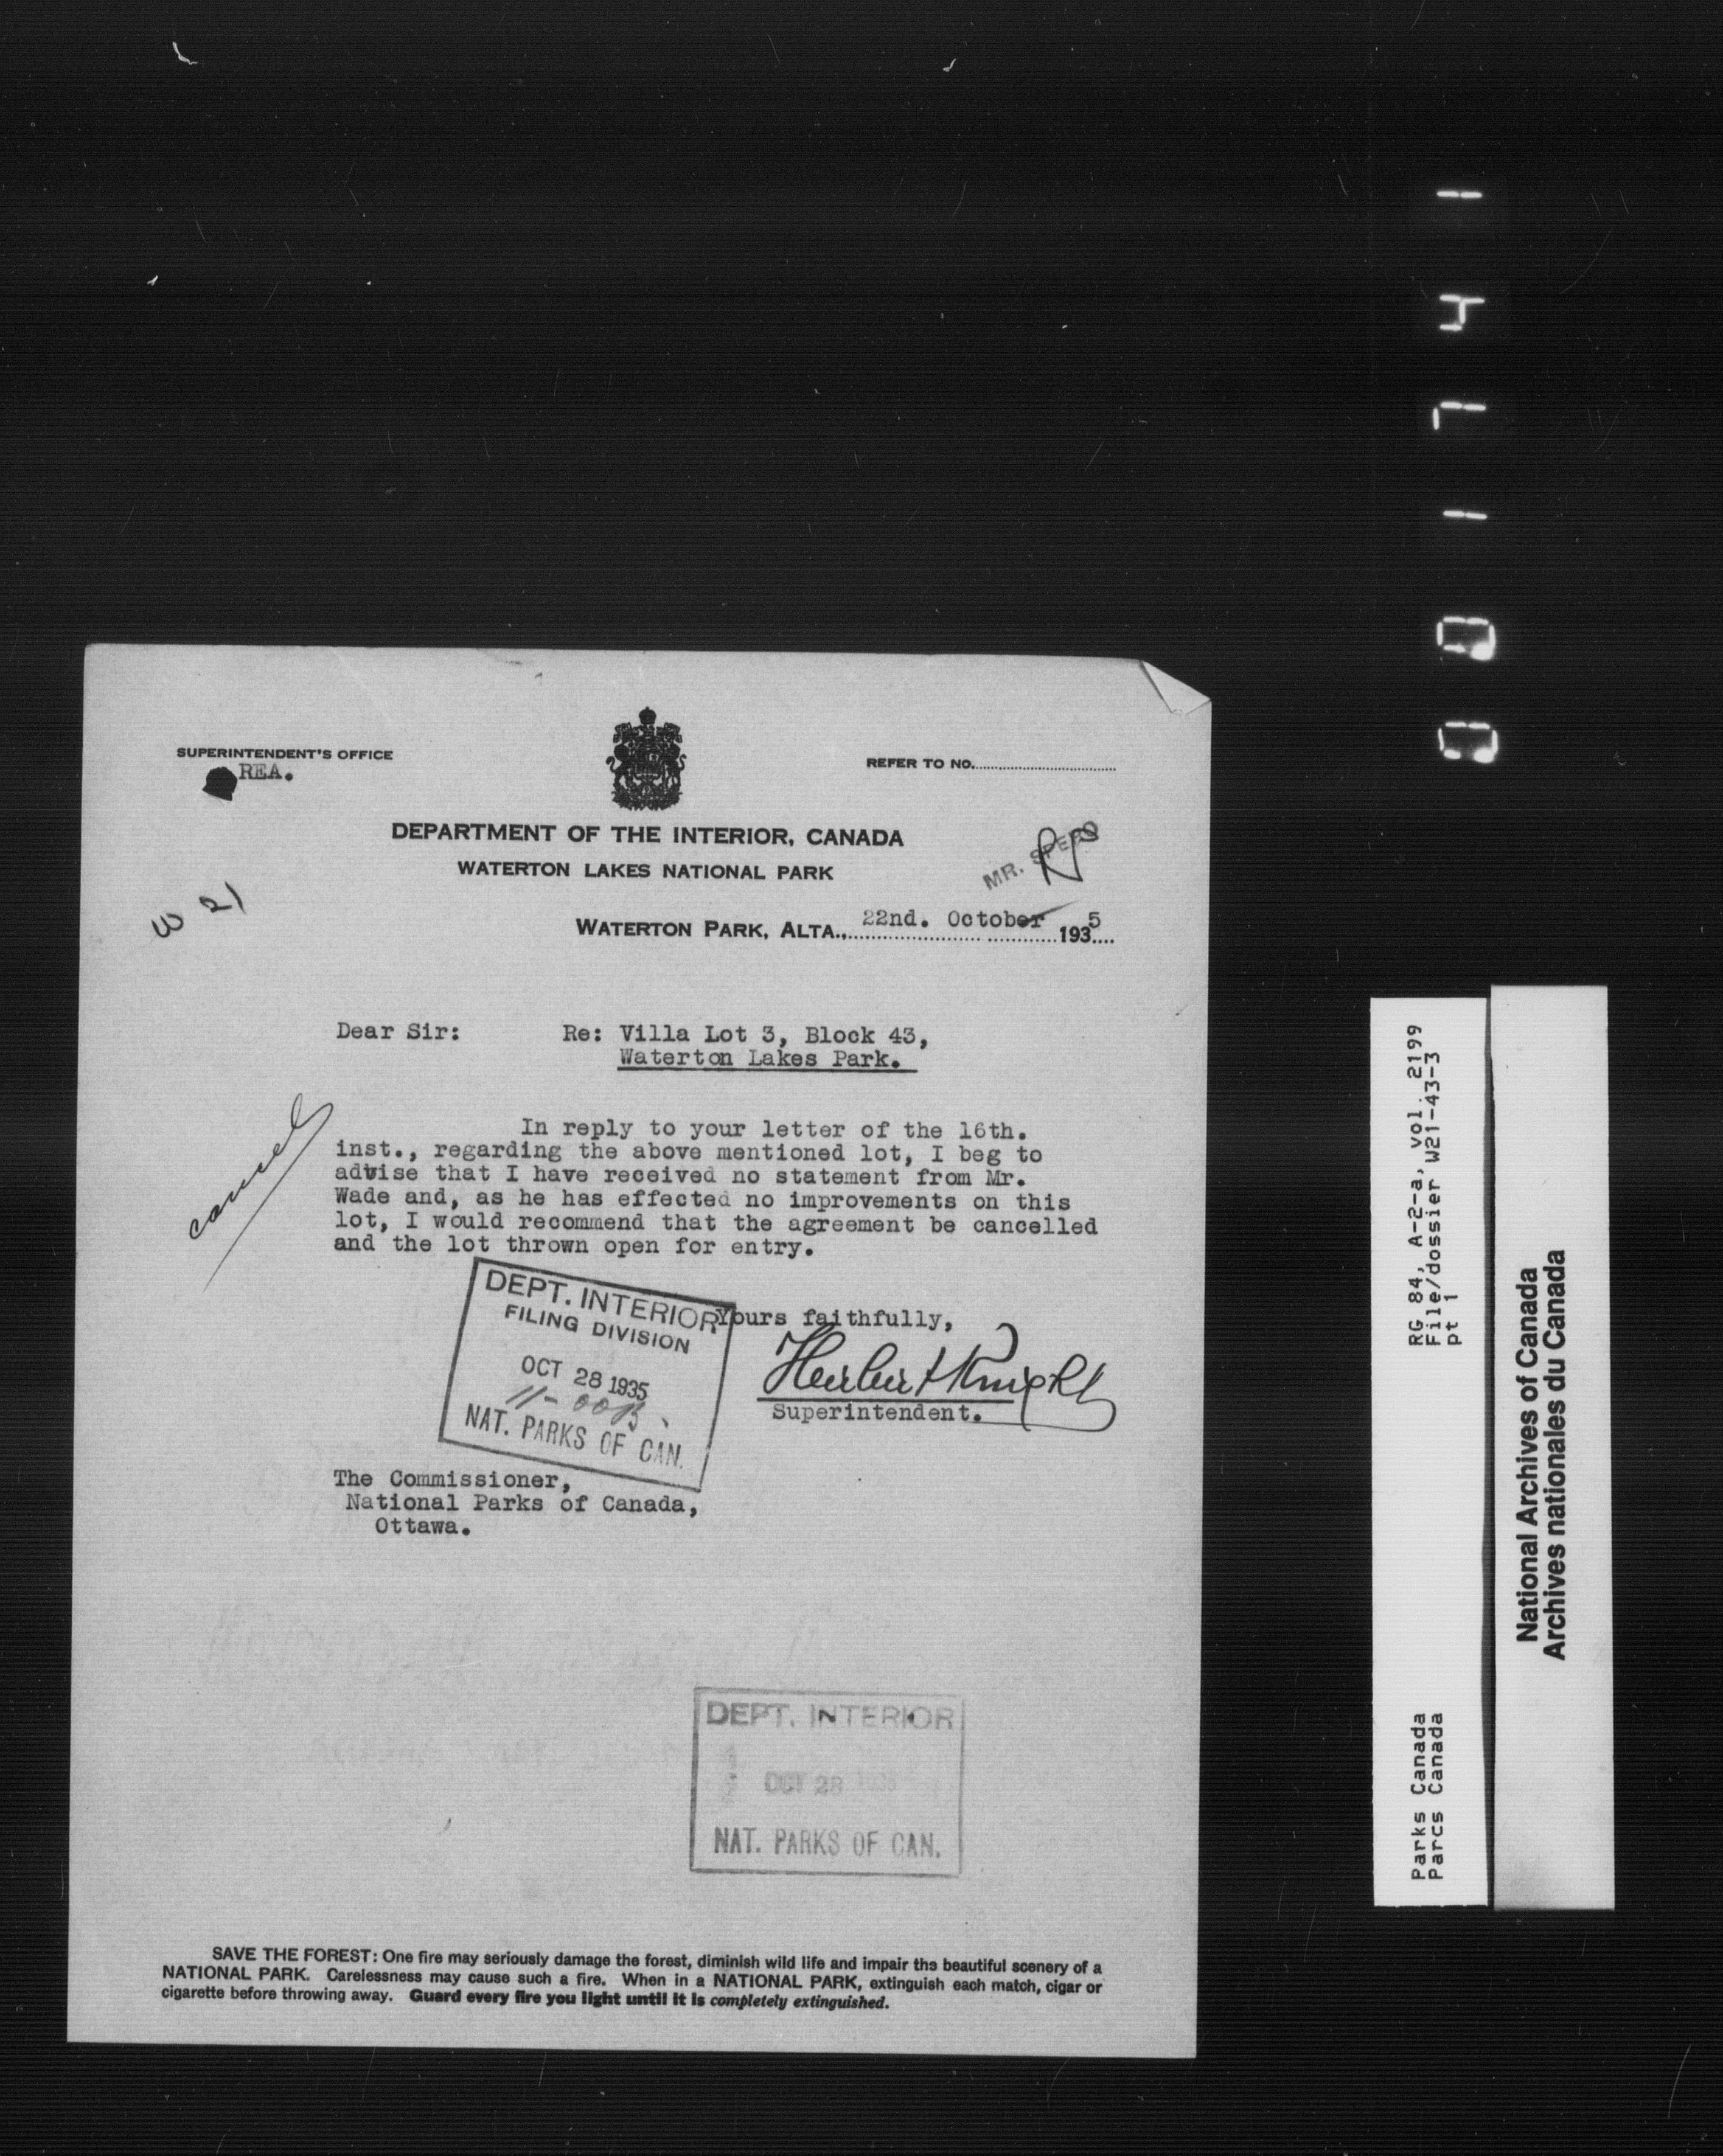 SUPERINTENDENT'S OFFICE
REA.
REFER TO NO.
DEPARTMENT OF THE INTERIOR, CANADA
WATERTON LAKES NATIONAL PARK
MR. SPERO
W 21
WATERTON PARK, ALTA., 22nd. October 1935
Dear Sir: Re: Villa Lot 3, Block 43,
Waterton Lakes Park.
cancel
In reply to your letter of the 16th.
inst., regarding the above mentioned lot, I beg to
advise that I have received no statement from Mr.
Wade and, as he has effected no improvements on this
lot, I would recommend that the agreement be cancelled
and the lot thrown open for entry.
Yours faithfully,
Herbert Knight
Superintendent.
DEPT. INTERIOR
FILING DIVISION
OCT 28 1935
NAT. PARKS OF CAN.
The Commissioner,
National Parks of Canada,
Ottawa.
DEPT. INTERIOR
OCT 28
NAT. PARKS OF CAN.
SAVE THE FOREST: One fire may seriously damage the forest, diminish wild life and impair the beautiful scenery of a
NATIONAL PARK. Carelessness may cause such a fire. When in a NATIONAL PARK, extinguish each match, cigar or
cigarette before throwing away. Guard every fire you light until it is completely extinguished.
RG 84, A-2-a, vol. 2199
File/dossier W21-43-3
pt 1
Parks Canada
Parcs Canada
National Archives of Canada
Archives nationales du Canada